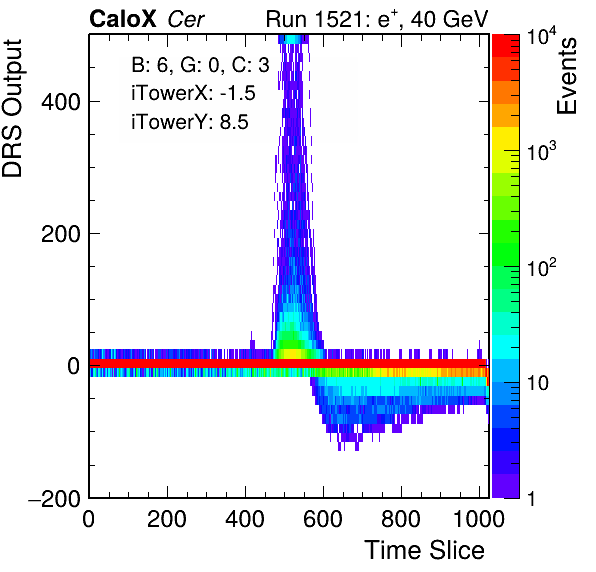 CaloX Cer Run 1521: e⁺, 40 GeV
B: 6, G: 0, C: 3
iTowerX: -1.5
iTowerY: 8.5
DRS Output
400
200
0
−200
0 200 400 600 800 1000
Time Slice
Events
10⁴
10³
10²
10
1